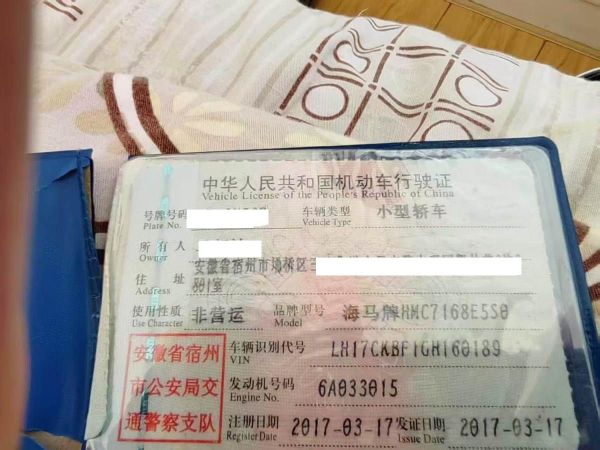 中华人民共和国机动车行驶证
Vehicle License of the People's Republic of China
号牌号码 车辆类型 小型轿车
Plate No. Vehicle Type
所有人
Owner
住址 安徽省宿州市埇桥区三
Address 801室
使用性质 非营运 品牌型号 海马牌HMC7168E5S0
Use Character Model
安徽省宿州 车辆识别代号 LH17CKBF1GH160189
VIN
市公安局交 发动机号码 6A033015
Engine No.
通警察支队 注册日期 2017-03-17 发证日期 2017-03-17
Register Date Issue Date